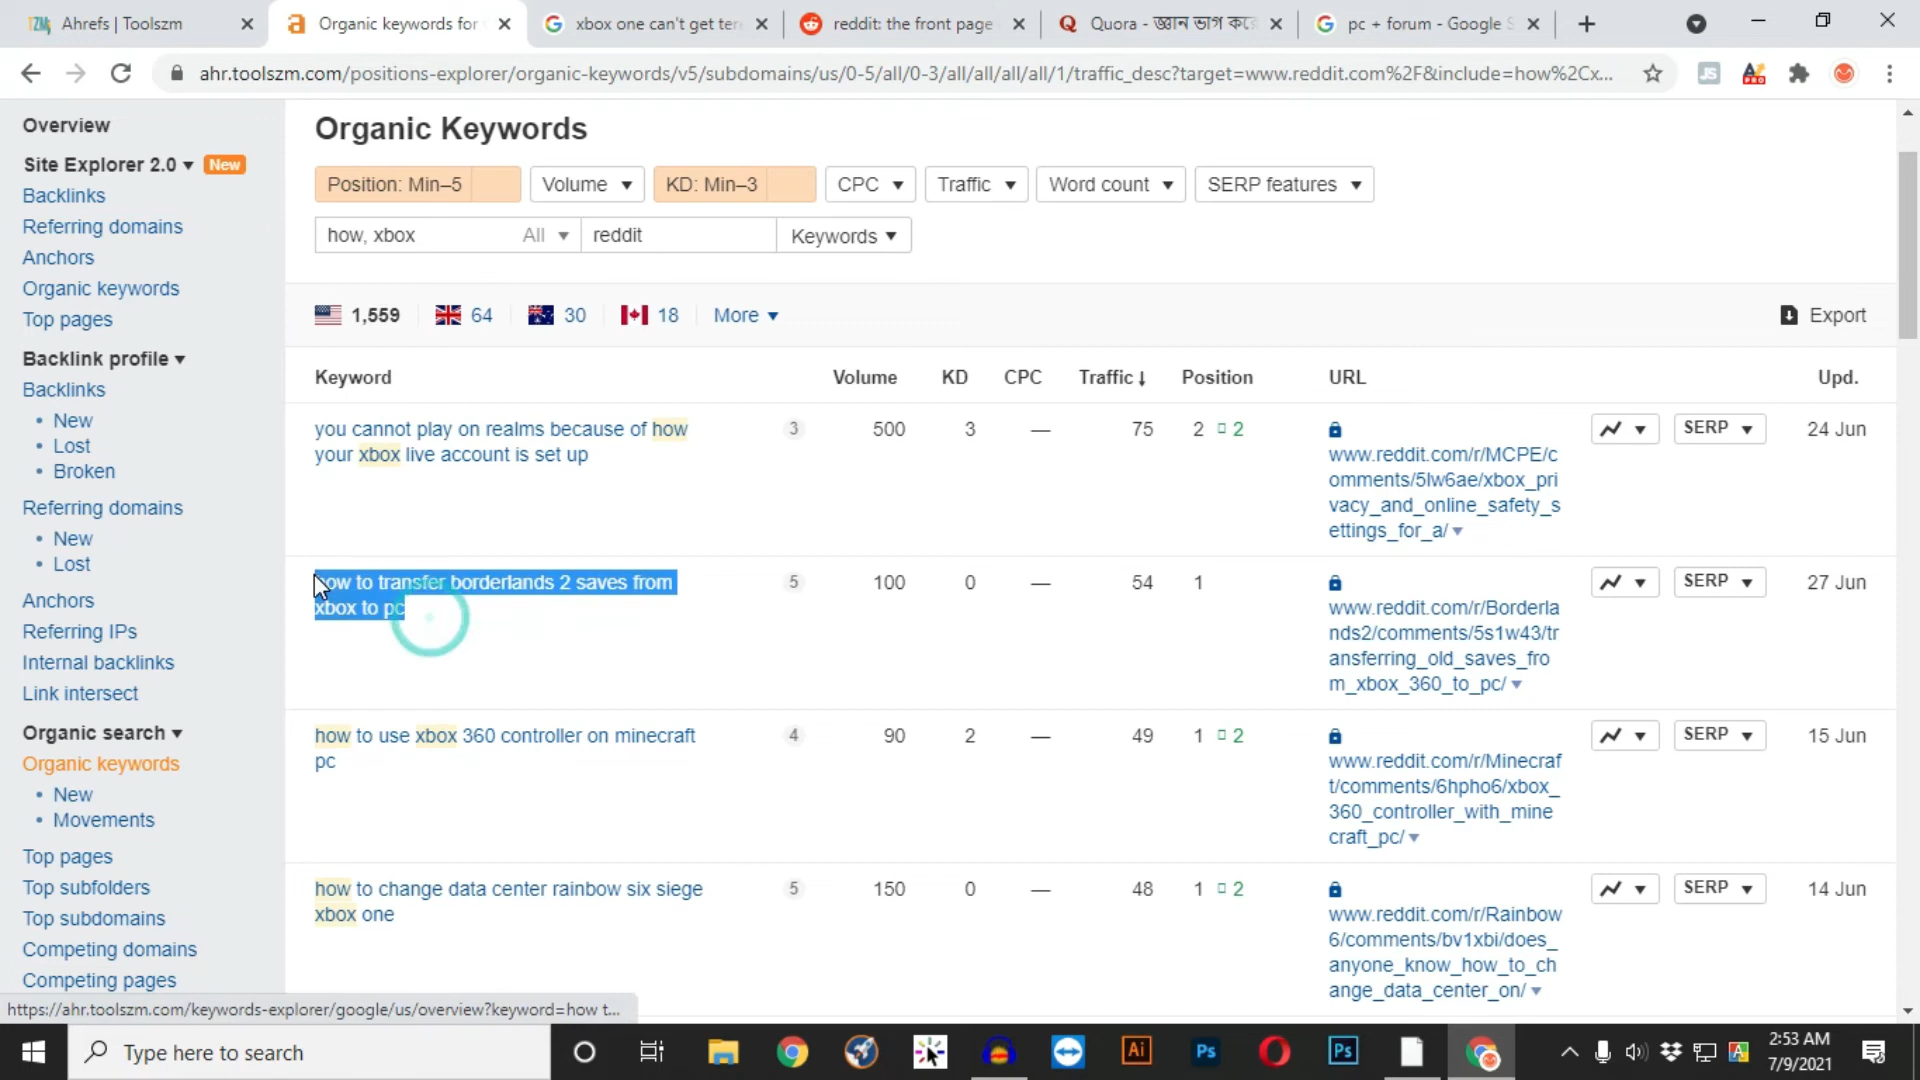 Ahrefs | Toolszm
Organic keywords for
xbox one can't get ter
reddit: the front page
Quora - জ্ঞান ভাগ কে
pc + forum - Google S
ahr.toolszm.com/positions-explorer/organic-keywords/v5/subdomains/us/0-5/all/0-3/all/all/all/all/1/traffic_desc?target=www.reddit.com%2F&include=how%2Cx...
Overview
Site Explorer 2.0 New
Backlinks
Referring domains
Anchors
Organic keywords
Top pages
Backlink profile
Backlinks
• New
• Lost
• Broken
Referring domains
• New
• Lost
Anchors
Referring IPs
Internal backlinks
Link intersect
Organic search
Organic keywords
• New
• Movements
Top pages
Top subfolders
Top subdomains
Competing domains
Competing pages
Organic Keywords
Position: Min–5
Volume
KD: Min–3
CPC
Traffic
Word count
SERP features
how, xbox All
reddit
Keywords
1,559
64
30
18
More
Export
Keyword Volume KD CPC Traffic↓ Position URL Upd.
you cannot play on realms because of how
your xbox live account is set up
3 500 3 — 75 2 2
www.reddit.com/r/MCPE/c
omments/5lw6ae/xbox_pri
vacy_and_online_safety_s
ettings_for_a/
SERP
24 Jun
how to transfer borderlands 2 saves from
xbox to pc
5 100 0 — 54 1
www.reddit.com/r/Borderla
nds2/comments/5s1w43/tr
ansferring_old_saves_fro
m_xbox_360_to_pc/
SERP
27 Jun
how to use xbox 360 controller on minecraft
pc
4 90 2 — 49 1 2
www.reddit.com/r/Minecraf
t/comments/6hpho6/xbox_
360_controller_with_mine
craft_pc/
SERP
15 Jun
how to change data center rainbow six siege
xbox one
5 150 0 — 48 1 2
www.reddit.com/r/Rainbow
6/comments/bv1xbi/does_
anyone_know_how_to_ch
ange_data_center_on/
SERP
14 Jun
https://ahr.toolszm.com/keywords-explorer/google/us/overview?keyword=how t...
Type here to search
2:53 AM
7/9/2021